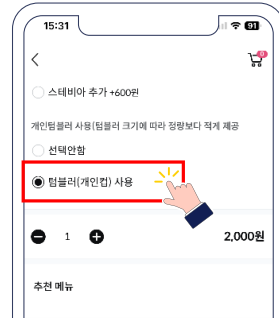 15:31
91
0
스테비아 추가 +600원
개인텀블러 사용(텀블러 크기에 따라 정량보다 적게 제공
선택안함
텀블러(개인컵) 사용
1
2,000원
추천 메뉴